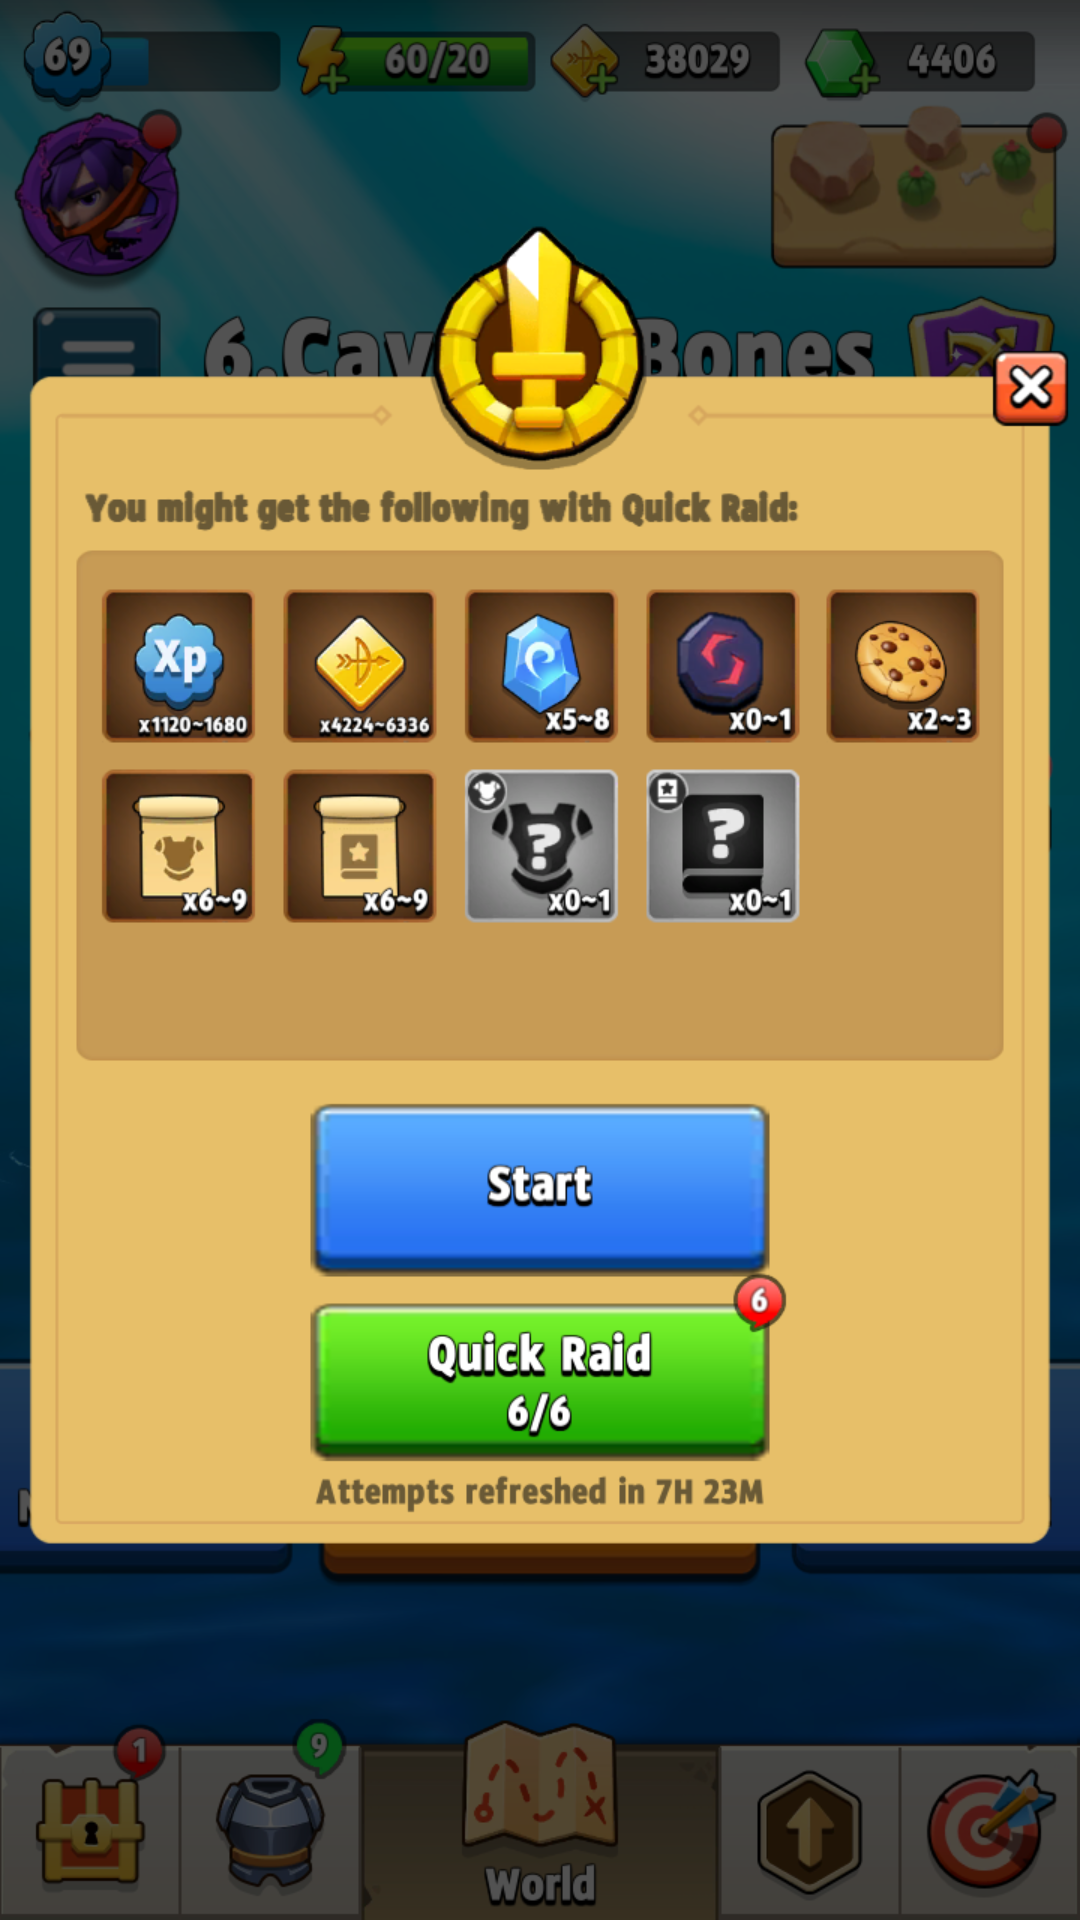 69
60/20
38029
4406
6.Cav
Bones
You might get the following with Quick Raid:
Xp
x1120~1680
x4224~6336
x5~8
x0~1
x2~3
x6~9
x6~9
?
x0~1
?
x0~1
Start
6
Quick Raid
6/6
Attempts refreshed in 7H 23M
1
9
World